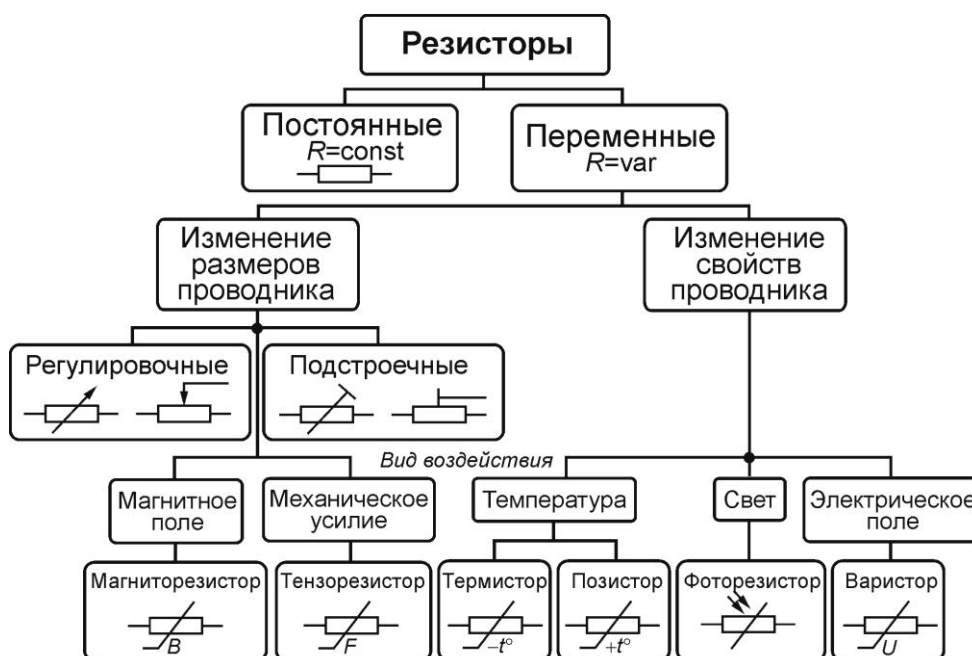 Резисторы
Постоянные
R=const
Переменные
R=var
Изменение
размеров
проводника
Изменение
свойств
проводника
Регулировочные
Подстроечные
Вид воздействия
Магнитное
поле
Механическое
усилие
Температура
Свет
Электрическое
поле
Магниторезистор
B
Тензорезистор
F
Термистор
–t°
Позистор
+t°
Фоторезистор
Варистор
U